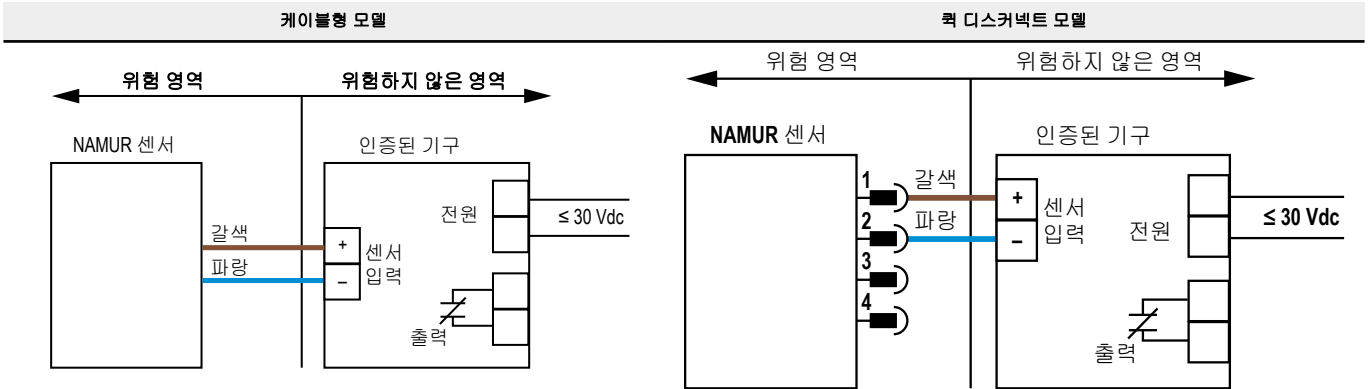 케이블형 모델
위험 영역
위험하지 않은 영역
NAMUR 센서
인증된 기구
갈색
파랑
+
−
센서
입력
전원
≤ 30 Vdc
출력
퀵 디스커넥트 모델
위험 영역
위험하지 않은 영역
NAMUR 센서
인증된 기구
1
갈색
2
파랑
3
4
+
−
센서
입력
전원
≤ 30 Vdc
출력